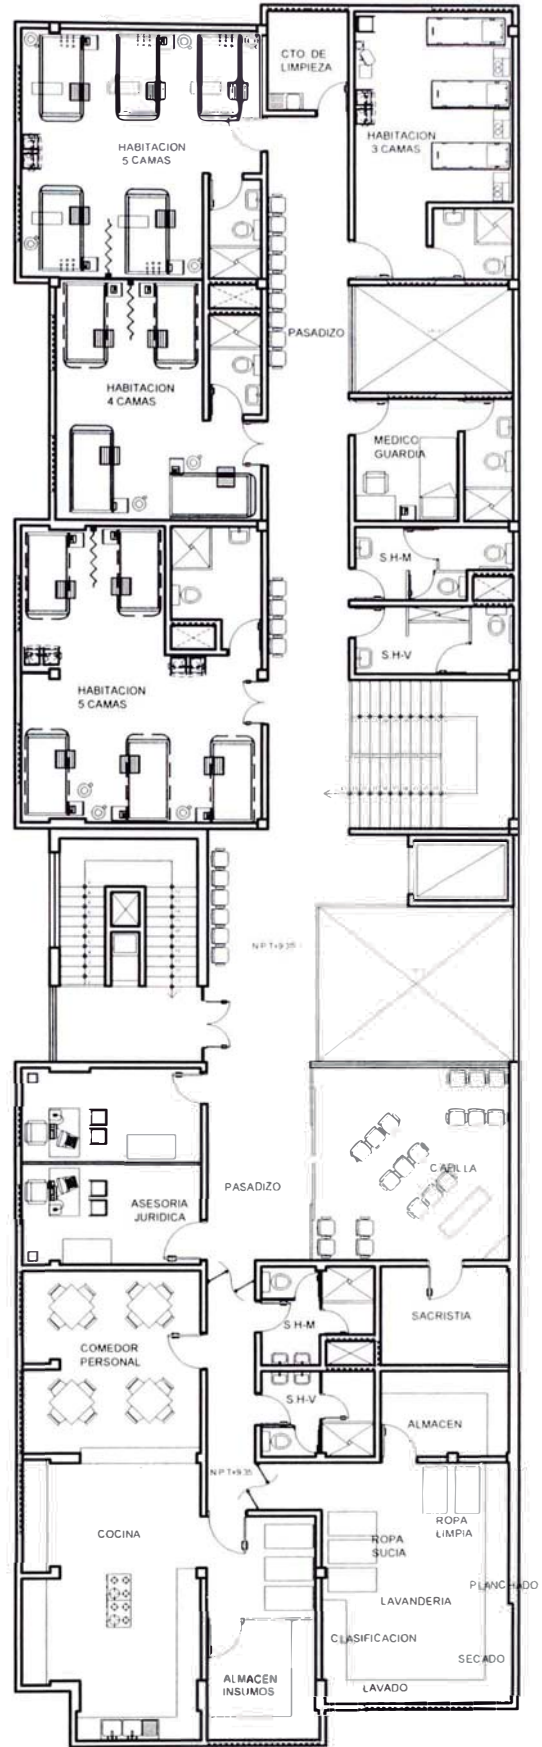 CTO DE
LIMPIEZA
HABITACION
5 CAMAS
HABITACION
3 CAMAS
PASADIZO
HABITACION
4 CAMAS
MEDICO
GUARDIA
S.H-M
S.H-V
HABITACION
5 CAMAS
N.P.T+9.35
CAPILLA
PASADIZO
ASESORIA
JURIDICA
S.H-M
SACRISTIA
COMEDOR
PERSONAL
S.H-V
ALMACEN
N.P.T+9.35
COCINA
ROPA
LIMPIA
ROPA
SUCIA
PLANCHADO
LAVANDERIA
CLASIFICACION
SECADO
ALMACEN
INSUMOS
LAVADO